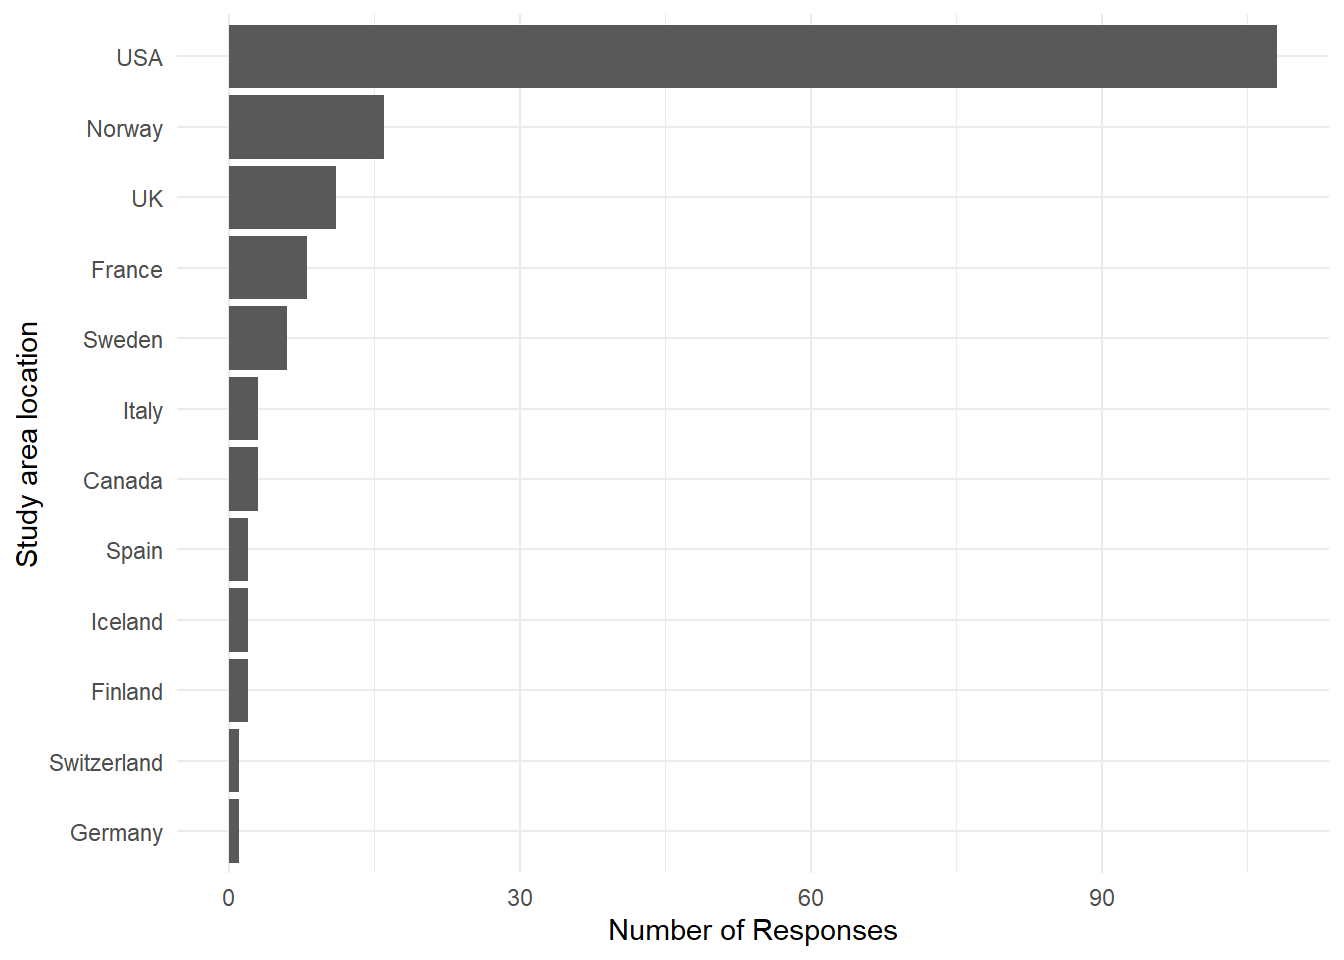 USA
Norway
UK
France
Sweden
Italy
Canada
Spain
Iceland
Finland
Switzerland
Germany
Study area location
0 30 60 90
Number of Responses